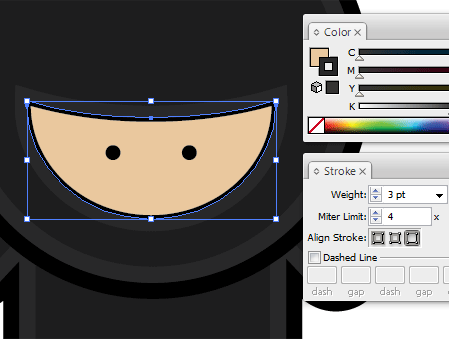 Color ×
C
M
Y
K
Stroke ×
Weight: 3 pt
Miter Limit: 4 x
Align Stroke:
Dashed Line
dash gap dash gap